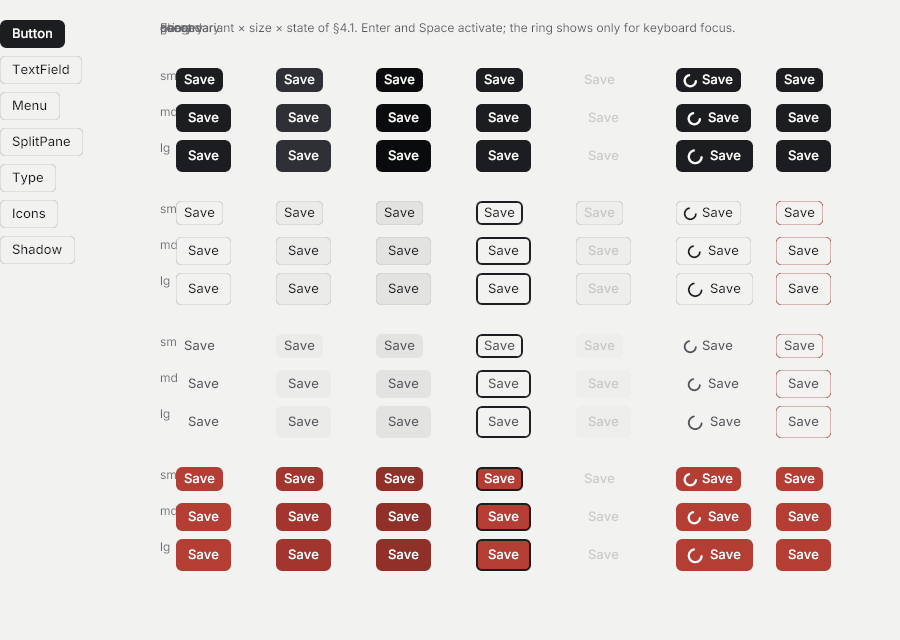 Button
TextField
Menu
SplitPane
Type
Icons
Shadow
variant × size × state of §4.1. Enter and Space activate; the ring shows only for keyboard focus.
sm Save Save Save Save Save Save Save
md Save Save Save Save Save Save Save
lg Save Save Save Save Save Save Save
sm Save Save Save Save Save Save Save
md Save Save Save Save Save Save Save
lg Save Save Save Save Save Save Save
sm Save Save Save Save Save Save Save
md Save Save Save Save Save Save Save
lg Save Save Save Save Save Save Save
sm Save Save Save Save Save Save Save
md Save Save Save Save Save Save Save
lg Save Save Save Save Save Save Save